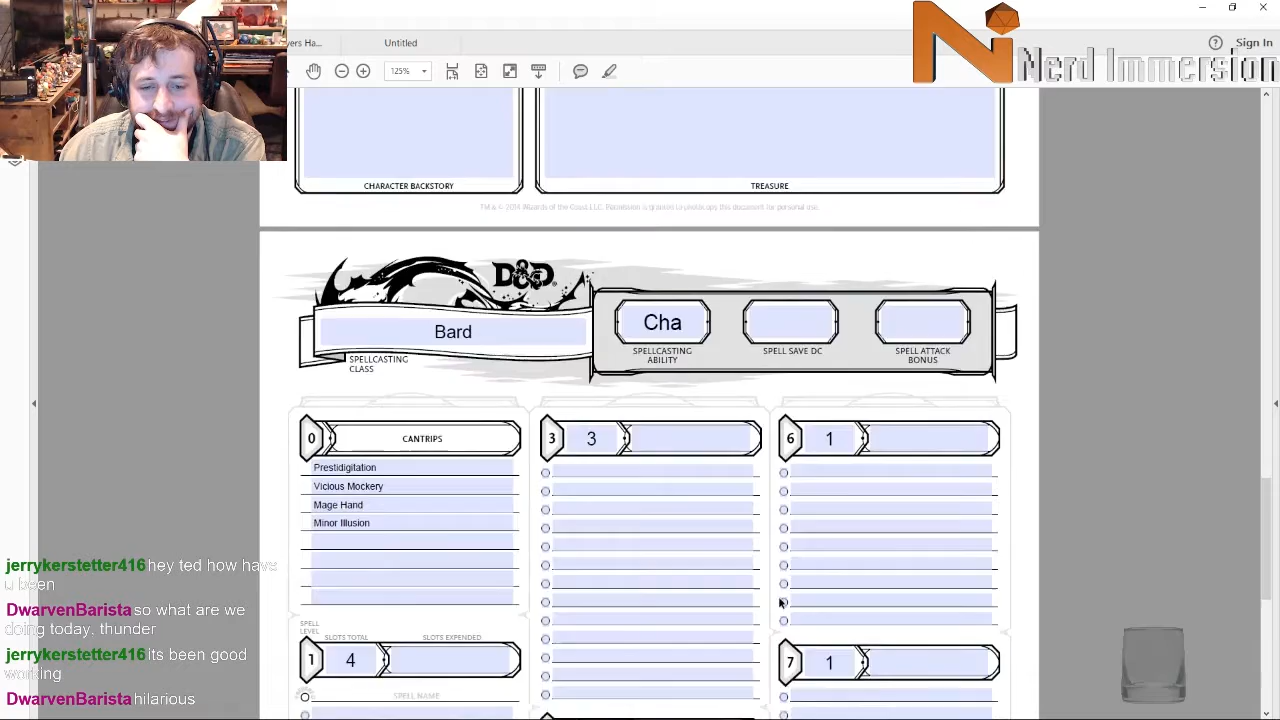 N
Nerd Immersion
ers Ha...
Untitled
Sign In
125%
CHARACTER BACKSTORY
TREASURE
D&D
Bard
SPELLCASTING
CLASS
Cha
SPELLCASTING
ABILITY
SPELL SAVE DC
SPELL ATTACK
BONUS
0
CANTRIPS
Prestidigitation
Vicious Mockery
Mage Hand
Minor Illusion
SPELL
LEVEL
SLOTS TOTAL
SLOTS EXPENDED
1
4
SPELL NAME
3
3
6
1
7
1
jerrykerstetter416 hey ted how have
u been
DwarvenBarista so what are we
doing today, thunder
jerrykerstetter416 its been good
working
DwarvenBarista hilarious